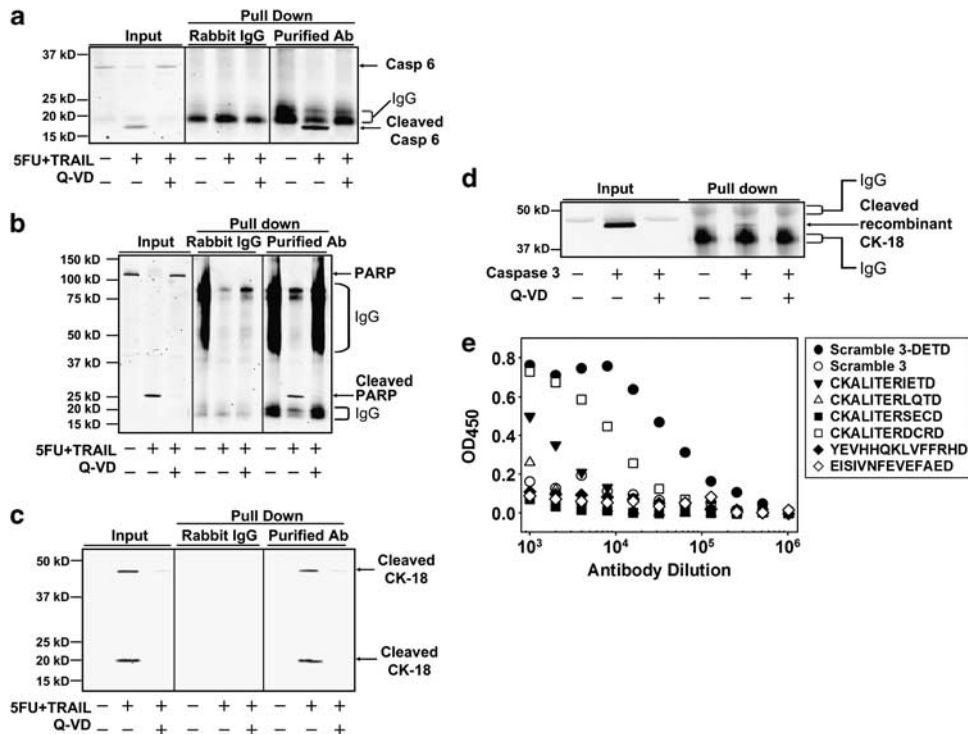 a
Pull Down
Input Rabbit IgG Purified Ab
37 kD
25 kD
20 kD
15 kD
Casp 6
IgG
Cleaved
Casp 6
5FU+TRAIL − + + − + + − + +
Q-VD + + +
b
Pull down
Input Rabbit IgG Purified Ab
150 kD
100 kD
75 kD
50 kD
37 kD
25 kD
20 kD
15 kD
PARP
IgG
Cleaved
PARP
IgG
5FU+TRAIL − + + − + + − + +
Q-VD + + +
c
Pull Down
Input Rabbit IgG Purified Ab
50 kD
37 kD
25 kD
20 kD
15 kD
Cleaved
CK-18
Cleaved
CK-18
5FU+TRAIL − + + − + + − + +
Q-VD + + +
d
Input Pull down
50 kD
37 kD
IgG
Cleaved
recombinant
CK-18
IgG
Caspase 3 − + + − + +
Q-VD + +
e
OD450
0.8
0.6
0.4
0.2
0.0
10³ 10⁴ 10⁵ 10⁶
Antibody Dilution
Scramble 3-DETD
Scramble 3
CKALITERIETD
CKALITERLQTD
CKALITERSECD
CKALITERDCRD
YEVHHQKLVFFRHD
EISIVNFEVEFAED